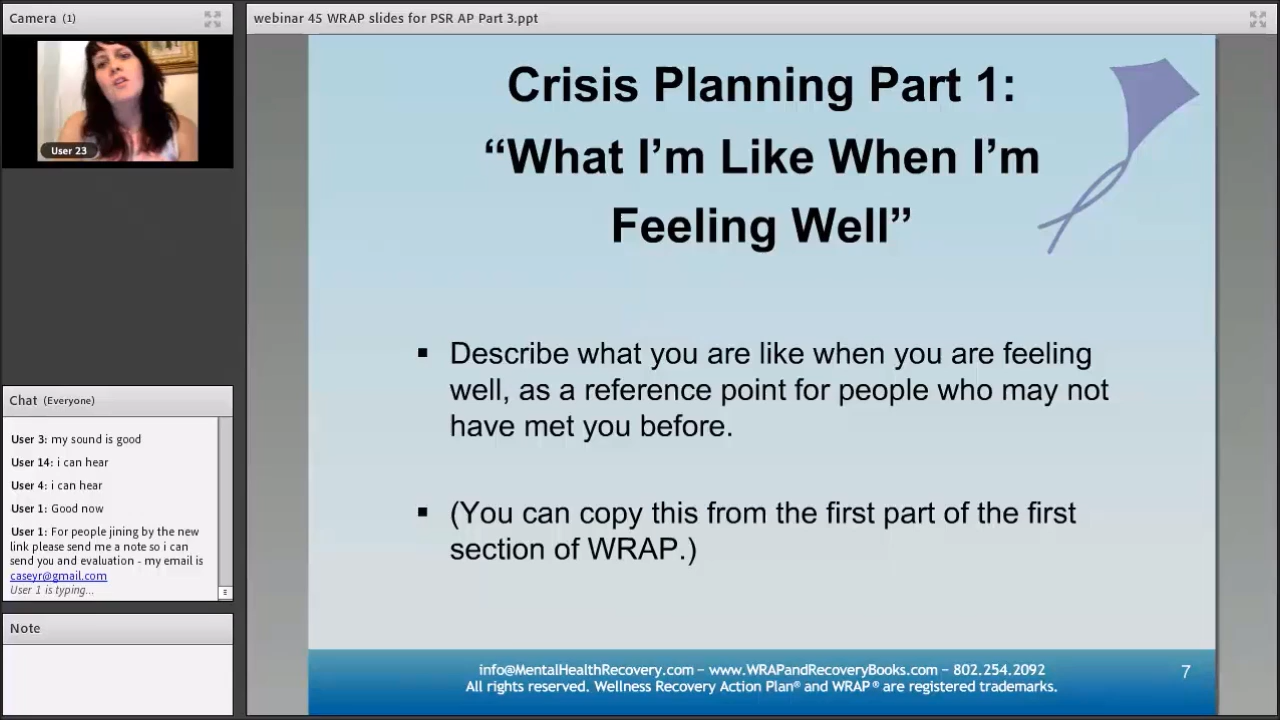 Camera (1)
User 23
webinar 45 WRAP slides for PSR AP Part 3.ppt
Crisis Planning Part 1:
“What I’m Like When I’m
Feeling Well”
▪ Describe what you are like when you are feeling
well, as a reference point for people who may not
have met you before.
▪ (You can copy this from the first part of the first
section of WRAP.)
info@MentalHealthRecovery.com – www.WRAPandRecoveryBooks.com – 802.254.2092
All rights reserved. Wellness Recovery Action Plan® and WRAP® are registered trademarks.
7
Chat (Everyone)
User 3: my sound is good
User 14: i can hear
User 4: i can hear
User 1: Good now
User 1: For people jining by the new
link please send me a note so i can
send you and evaluation - my email is
caseyr@gmail.com
User 1 is typing...
Note